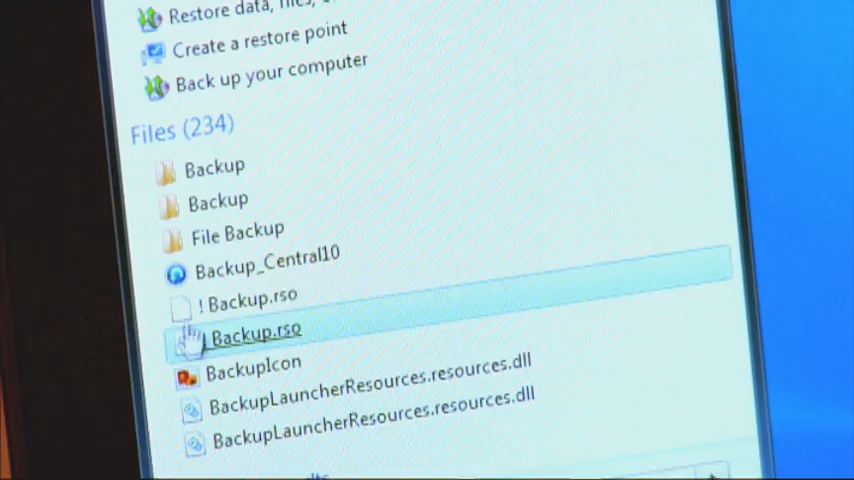 Restore data, files,
Create a restore point
Back up your computer
Files (234)
Backup
Backup
File Backup
Backup_Central10
! Backup.rso
! Backup.rso
BackupIcon
BackupLauncherResources.resources.dll
BackupLauncherResources.resources.dll